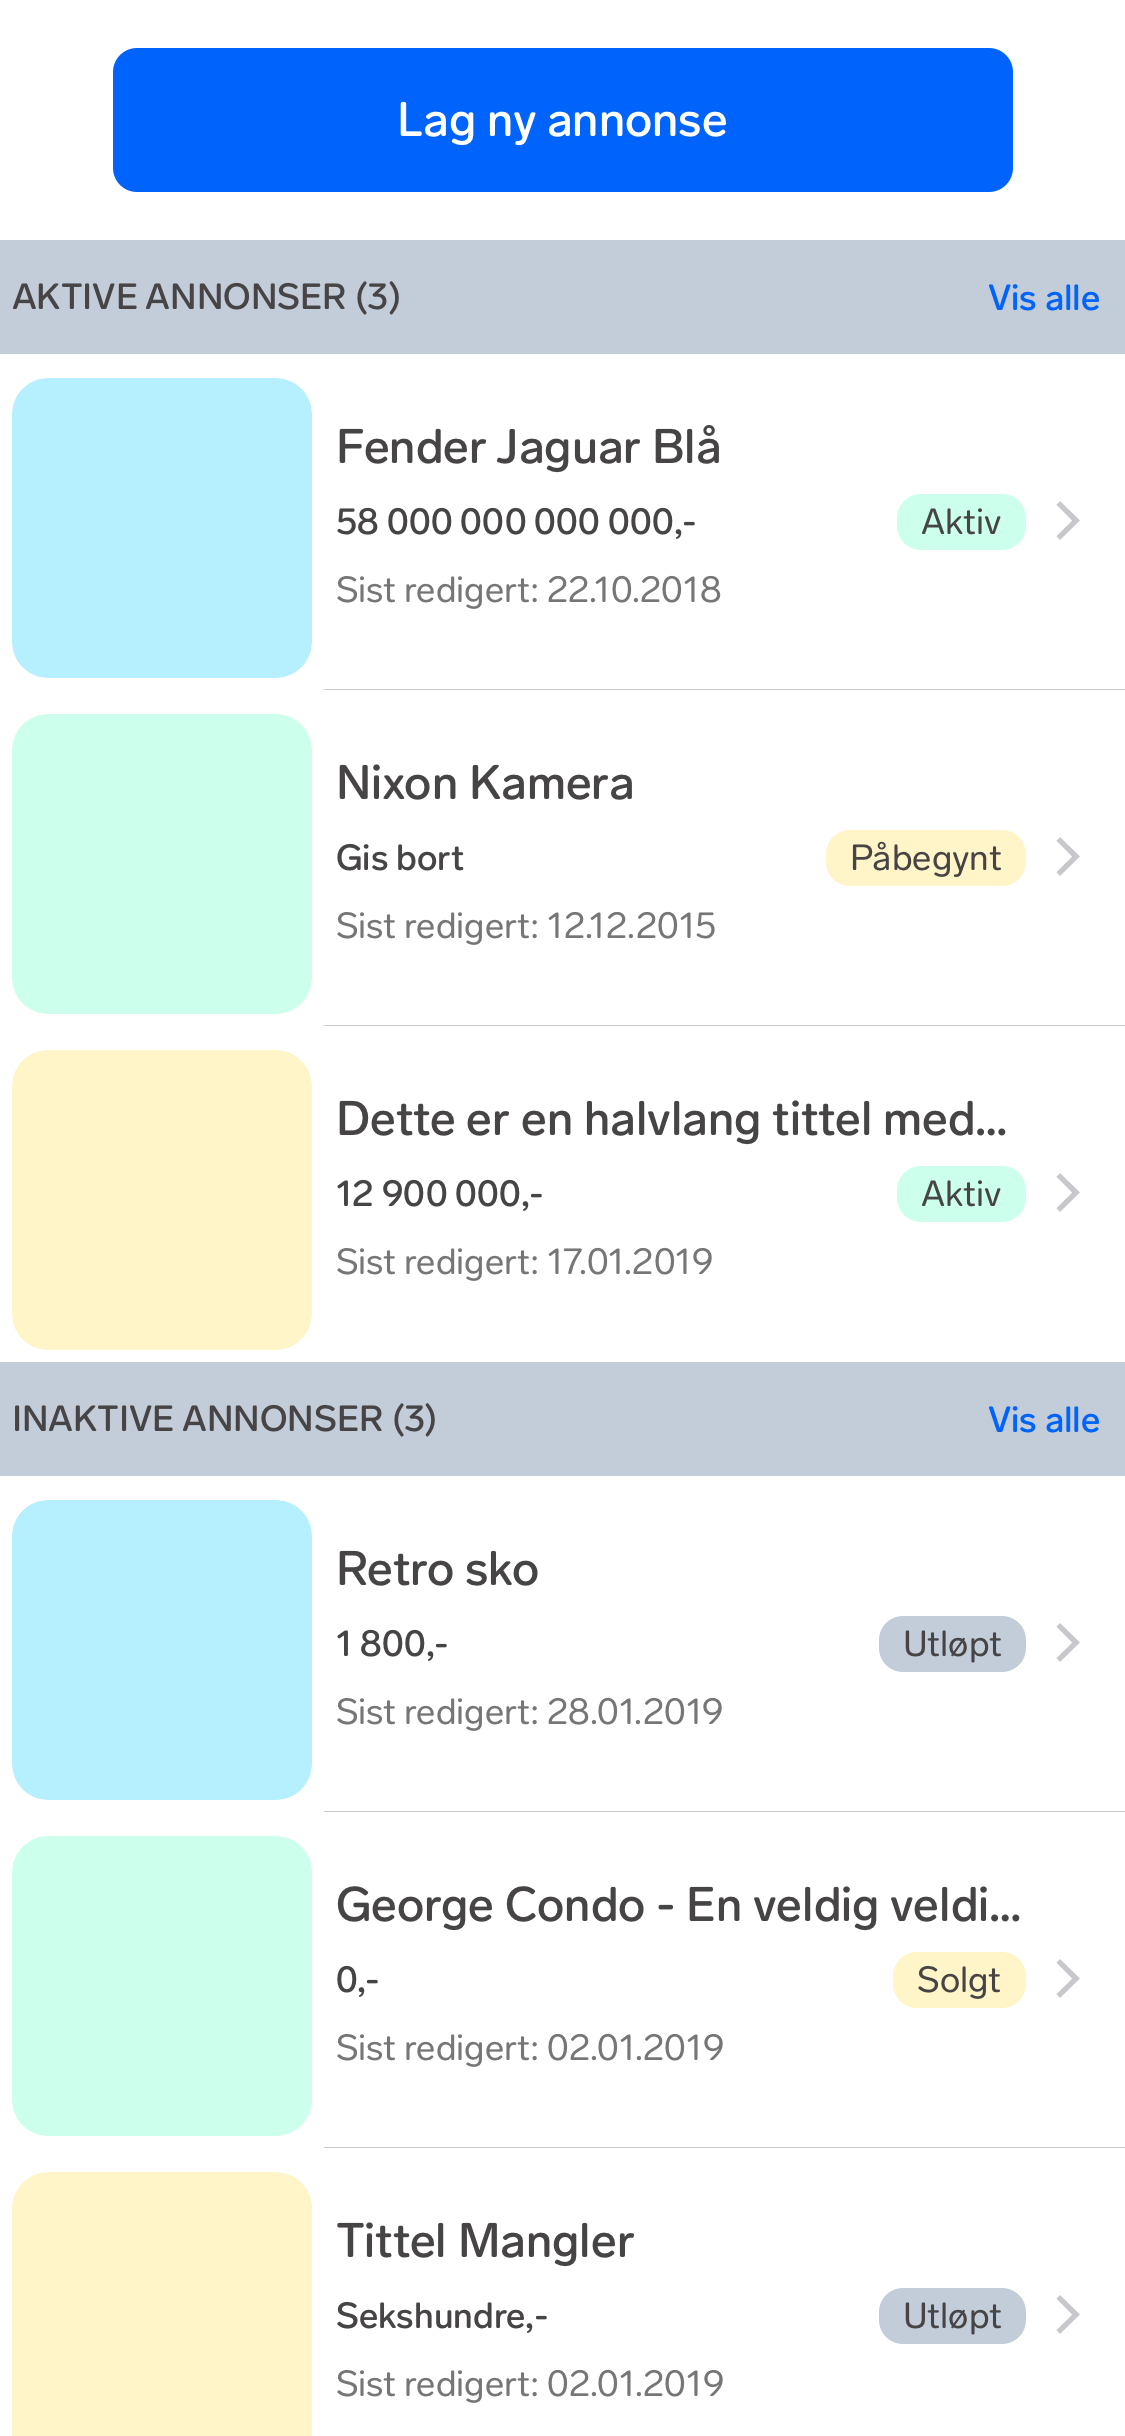 Lag ny annonse
AKTIVE ANNONSER (3)
Vis alle
Fender Jaguar Blå
58 000 000 000 000,-
Aktiv
Sist redigert: 22.10.2018
Nixon Kamera
Gis bort
Påbegynt
Sist redigert: 12.12.2015
Dette er en halvlang tittel med...
12 900 000,-
Aktiv
Sist redigert: 17.01.2019
INAKTIVE ANNONSER (3)
Vis alle
Retro sko
1 800,-
Utløpt
Sist redigert: 28.01.2019
George Condo - En veldig veldi...
0,-
Solgt
Sist redigert: 02.01.2019
Tittel Mangler
Sekshundre,-
Utløpt
Sist redigert: 02.01.2019